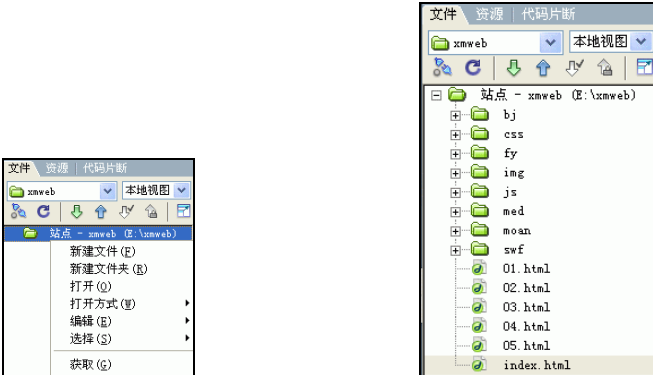 文件 资源 代码片断
xmweb 本地视图
站点 - xmweb (E:\xmweb)
新建文件(F)
新建文件夹(R)
打开(O)
打开方式(W)
编辑(E)
选择(S)
获取(G)
文件 资源 代码片断
xmweb 本地视图
站点 - xmweb (E:\xmweb)
bj
css
fy
img
js
med
moan
swf
01.html
02.html
03.html
04.html
05.html
index.html